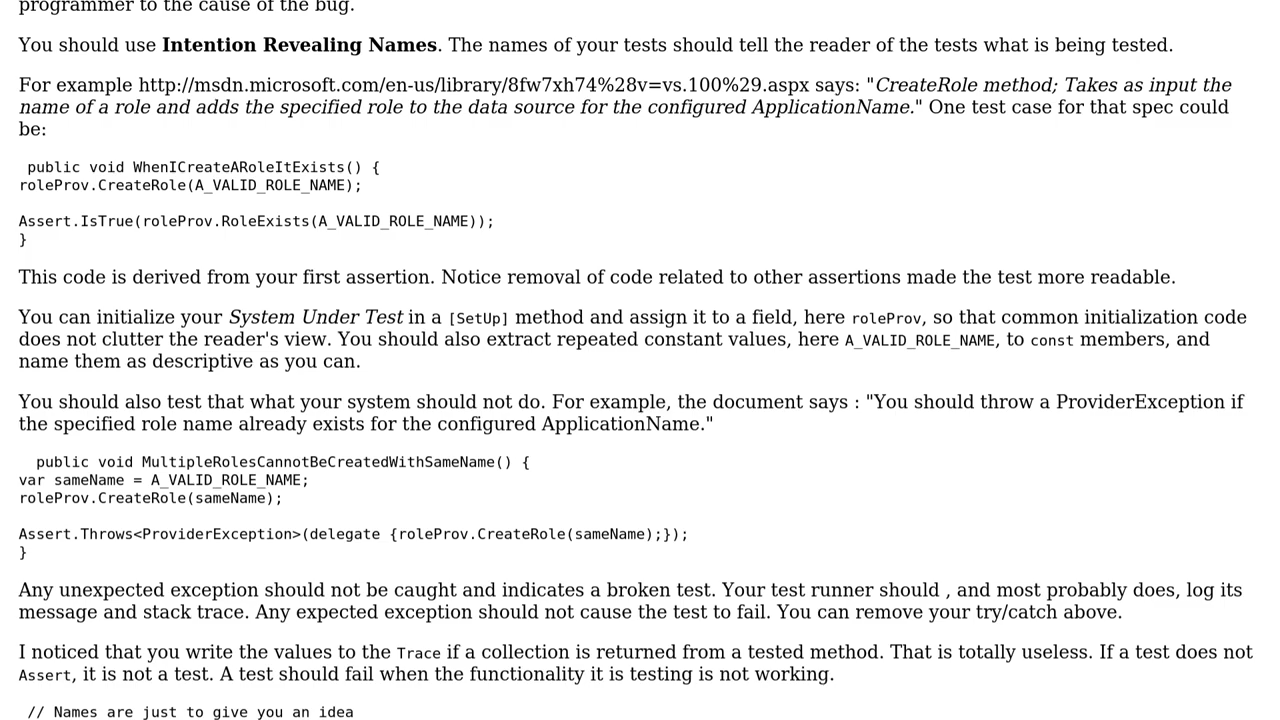 programmer to the cause of the bug.
You should use Intention Revealing Names. The names of your tests should tell the reader of the tests what is being tested.
For example http://msdn.microsoft.com/en-us/library/8fw7xh74%28v=vs.100%29.aspx says: "CreateRole method; Takes as input the
name of a role and adds the specified role to the data source for the configured ApplicationName." One test case for that spec could
be:
public void WhenICreateARoleItExists() {
roleProv.CreateRole(A_VALID_ROLE_NAME);
Assert.IsTrue(roleProv.RoleExists(A_VALID_ROLE_NAME));
}
This code is derived from your first assertion. Notice removal of code related to other assertions made the test more readable.
You can initialize your System Under Test in a [SetUp] method and assign it to a field, here roleProv, so that common initialization code
does not clutter the reader's view. You should also extract repeated constant values, here A_VALID_ROLE_NAME, to const members, and
name them as descriptive as you can.
You should also test that what your system should not do. For example, the document says : "You should throw a ProviderException if
the specified role name already exists for the configured ApplicationName."
public void MultipleRolesCannotBeCreatedWithSameName() {
var sameName = A_VALID_ROLE_NAME;
roleProv.CreateRole(sameName);
Assert.Throws<ProviderException>(delegate {roleProv.CreateRole(sameName);});
}
Any unexpected exception should not be caught and indicates a broken test. Your test runner should , and most probably does, log its
message and stack trace. Any expected exception should not cause the test to fail. You can remove your try/catch above.
I noticed that you write the values to the Trace if a collection is returned from a tested method. That is totally useless. If a test does not
Assert, it is not a test. A test should fail when the functionality it is testing is not working.
// Names are just to give you an idea